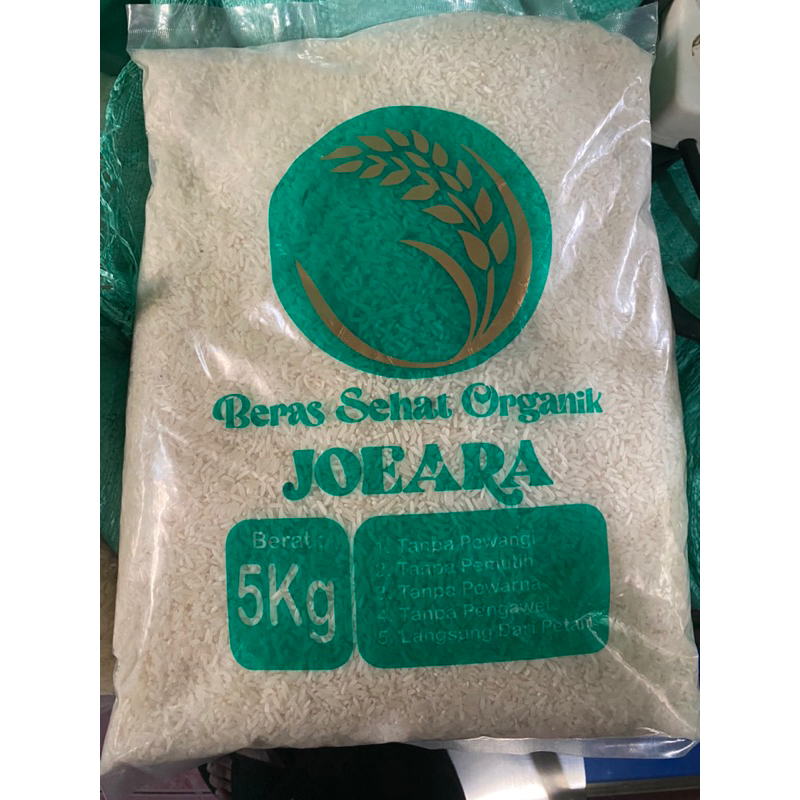 Beras Sehat Organik
JOEARA
Berat :
5Kg
1. Tanpa Pewangi
2. Tanpa Pemutih
3. Tanpa Pewarna
4. Tanpa Pengawet
5. Langsung Dari Petani